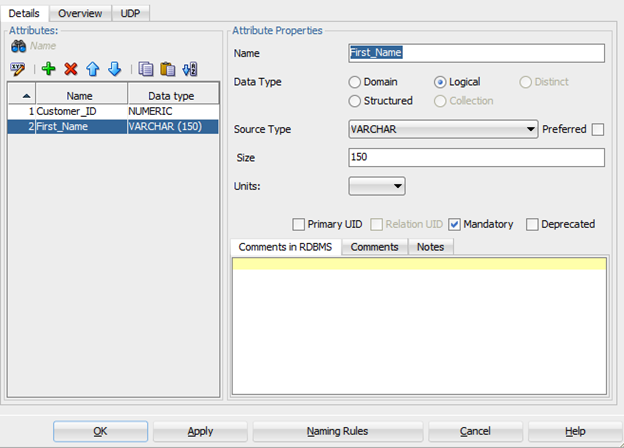 Details Overview UDP
Attributes:
Name
Name Data type
1 Customer_ID NUMERIC
2 First_Name VARCHAR (150)
Attribute Properties
Name First_Name
Data Type Domain Logical Distinct
Structured Collection
Source Type VARCHAR Preferred
Size 150
Units:
Primary UID Relation UID Mandatory Deprecated
Comments in RDBMS Comments Notes
OK Apply Naming Rules Cancel Help